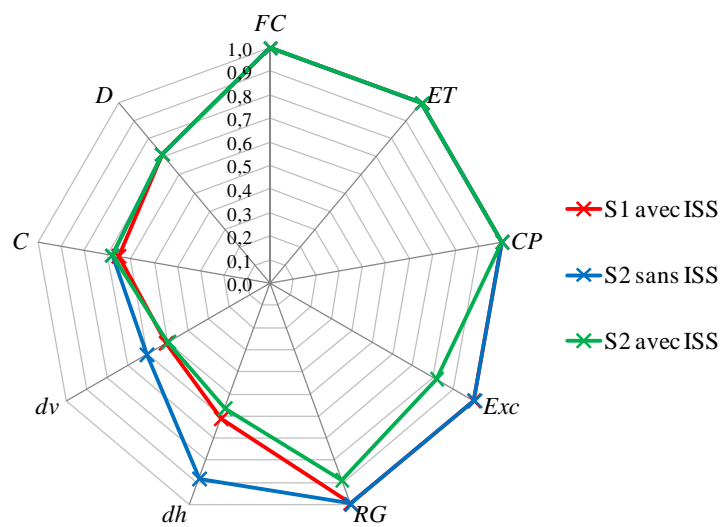 FC
1,0
0,9
0,8
0,7
0,6
0,5
0,4
0,3
0,2
0,1
0,0
ET
CP
Exc
RG
dh
dv
C
D
S1 avec ISS
S2 sans ISS
S2 avec ISS